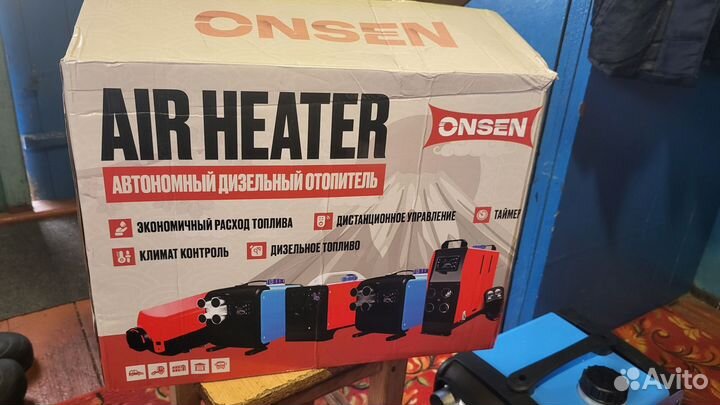 ONSEN
AIR HEATER
ONSEN
АВТОНОМНЫЙ ДИЗЕЛЬНЫЙ ОТОПИТЕЛЬ
ЭКОНОМИЧНЫЙ РАСХОД ТОПЛИВА
ДИСТАНЦИОННОЕ УПРАВЛЕНИЕ
ТАЙМЕР
КЛИМАТ КОНТРОЛЬ
ДИЗЕЛЬНОЕ ТОПЛИВО
Avito